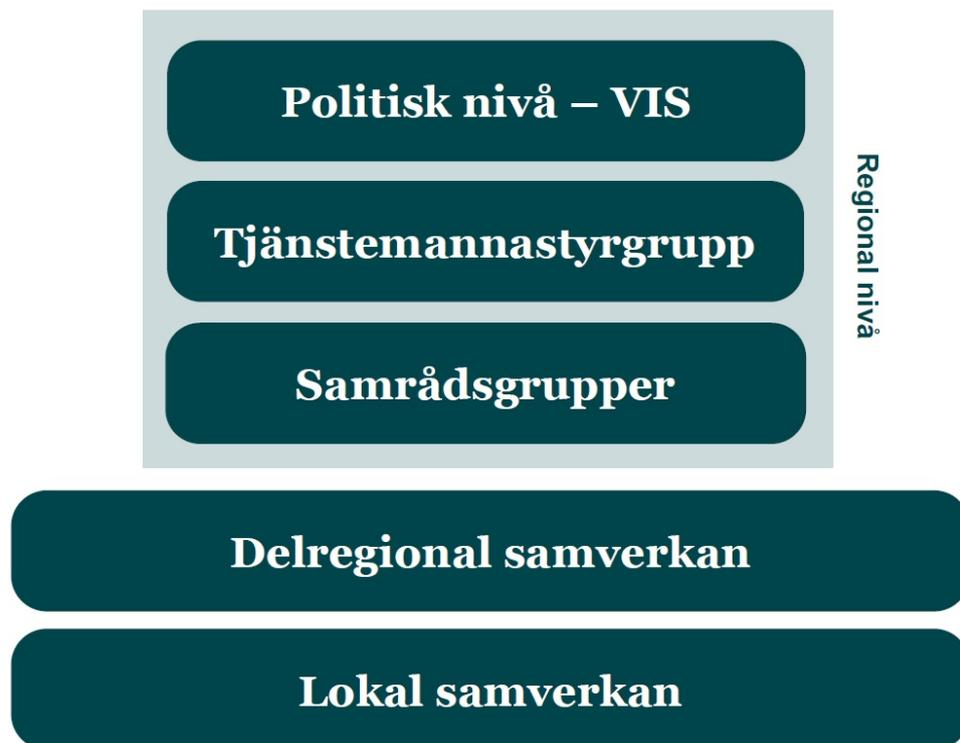 Politisk nivå – VIS
Tjänstemannastyrgrupp
Samrådsgrupper
Regional nivå
Delregional samverkan
Lokal samverkan